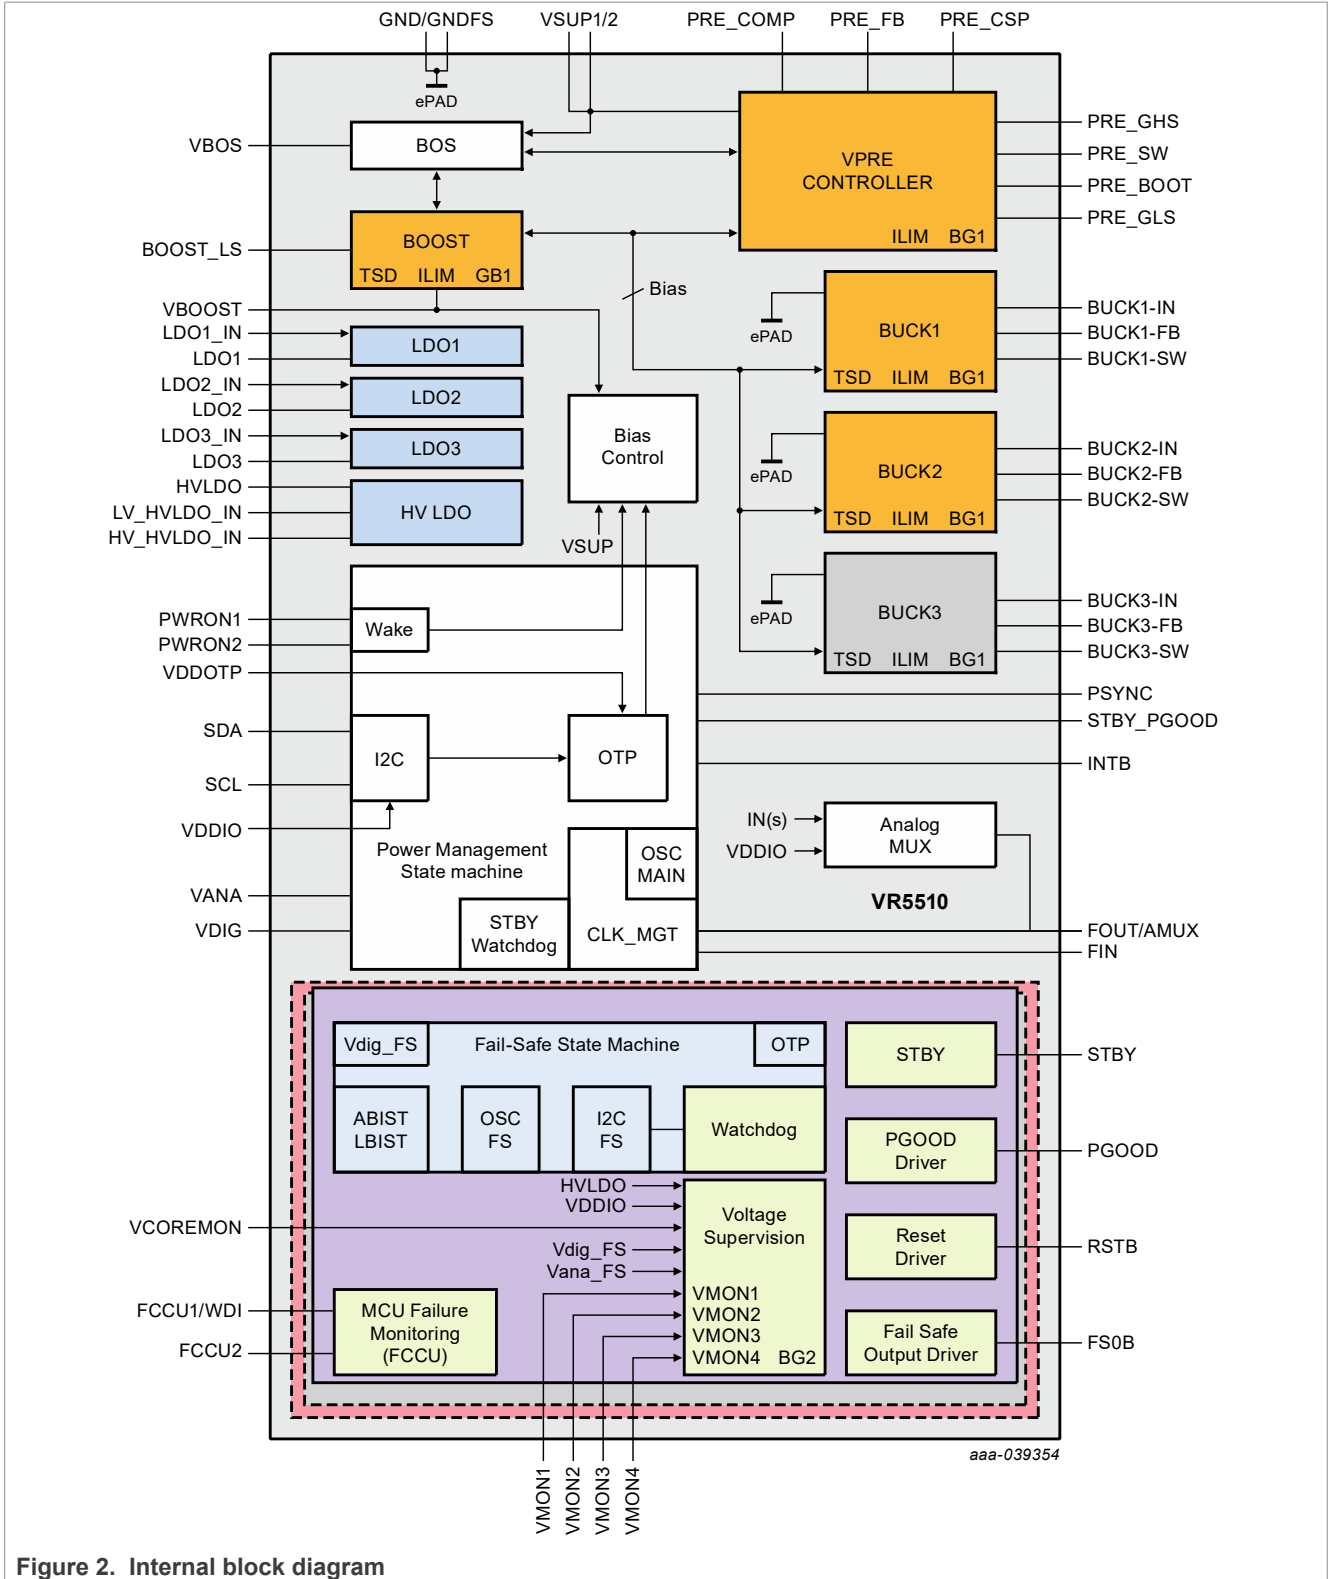 GND/GNDFS
VSUP1/2
PRE_COMP
PRE_FB
PRE_CSP
ePAD
VBOS
BOS
VPRE
CONTROLLER
ILIM BG1
PRE_GHS
PRE_SW
PRE_BOOT
PRE_GLS
BOOST_LS
BOOST
TSD ILIM GB1
Bias
VBOOST
LDO1_IN
LDO1
LDO1
LDO2_IN
LDO2
LDO2
LDO3_IN
LDO3
LDO3
HVLDO
LV_HVLDO_IN
HV_HVLDO_IN
HV LDO
Bias
Control
VSUP
ePAD
BUCK1
TSD ILIM BG1
BUCK1-IN
BUCK1-FB
BUCK1-SW
ePAD
BUCK2
TSD ILIM BG1
BUCK2-IN
BUCK2-FB
BUCK2-SW
ePAD
BUCK3
TSD ILIM BG1
BUCK3-IN
BUCK3-FB
BUCK3-SW
PWRON1
PWRON2
Wake
VDDOTP
SDA
SCL
I2C
OTP
VDDIO
PSYNC
STBY_PGOOD
INTB
Power Management
State machine
OSC
MAIN
IN(s)
VDDIO
Analog
MUX
VR5510
VANA
VDIG
STBY
Watchdog
CLK_MGT
FOUT/AMUX
FIN
Vdig_FS
Fail-Safe State Machine
OTP
STBY
STBY
ABIST
LBIST
OSC
FS
I2C
FS
Watchdog
PGOOD
Driver
PGOOD
HVLDO
VDDIO
VCOREMON
Vdig_FS
Vana_FS
Voltage
Supervision
VMON1
VMON2
VMON3
VMON4 BG2
Reset
Driver
RSTB
FCCU1/WDI
FCCU2
MCU Failure
Monitoring
(FCCU)
Fail Safe
Output Driver
FS0B
VMON1
VMON2
VMON3
VMON4
aaa-039354
Figure 2. Internal block diagram